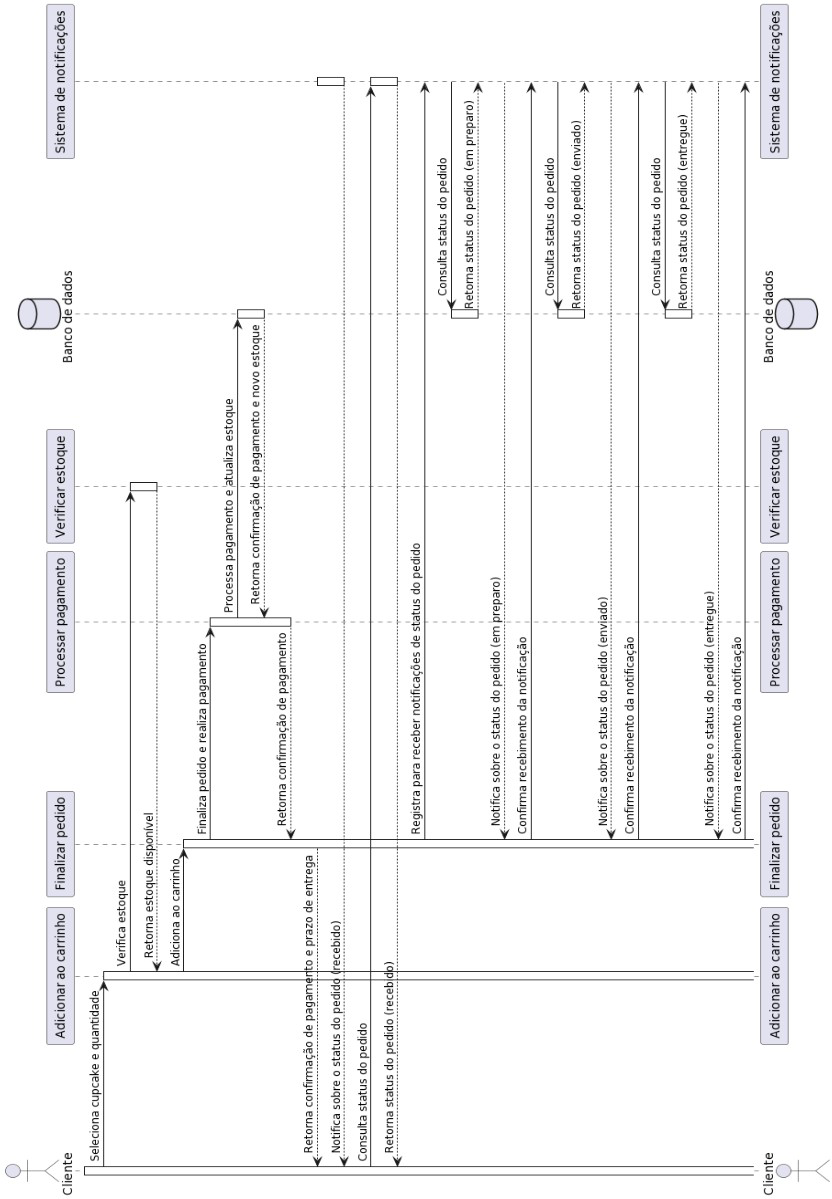 Cliente
Adicionar ao carrinho
Finalizar pedido
Processar pagamento
Verificar estoque
Banco de dados
Sistema de notificações
Seleciona cupcake e quantidade
Verifica estoque
Retorna estoque disponível
Adiciona ao carrinho
Finaliza pedido e realiza pagamento
Processa pagamento e atualiza estoque
Retorna confirmação de pagamento e novo estoque
Retorna confirmação de pagamento
Retorna confirmação de pagamento e prazo de entrega
Notifica sobre o status do pedido (recebido)
Consulta status do pedido
Retorna status do pedido (recebido)
Registra para receber notificações de status do pedido
Consulta status do pedido
Retorna status do pedido (em preparo)
Notifica sobre o status do pedido (em preparo)
Confirma recebimento da notificação
Consulta status do pedido
Retorna status do pedido (enviado)
Notifica sobre o status do pedido (enviado)
Confirma recebimento da notificação
Consulta status do pedido
Retorna status do pedido (entregue)
Notifica sobre o status do pedido (entregue)
Confirma recebimento da notificação
Cliente
Adicionar ao carrinho
Finalizar pedido
Processar pagamento
Verificar estoque
Banco de dados
Sistema de notificações